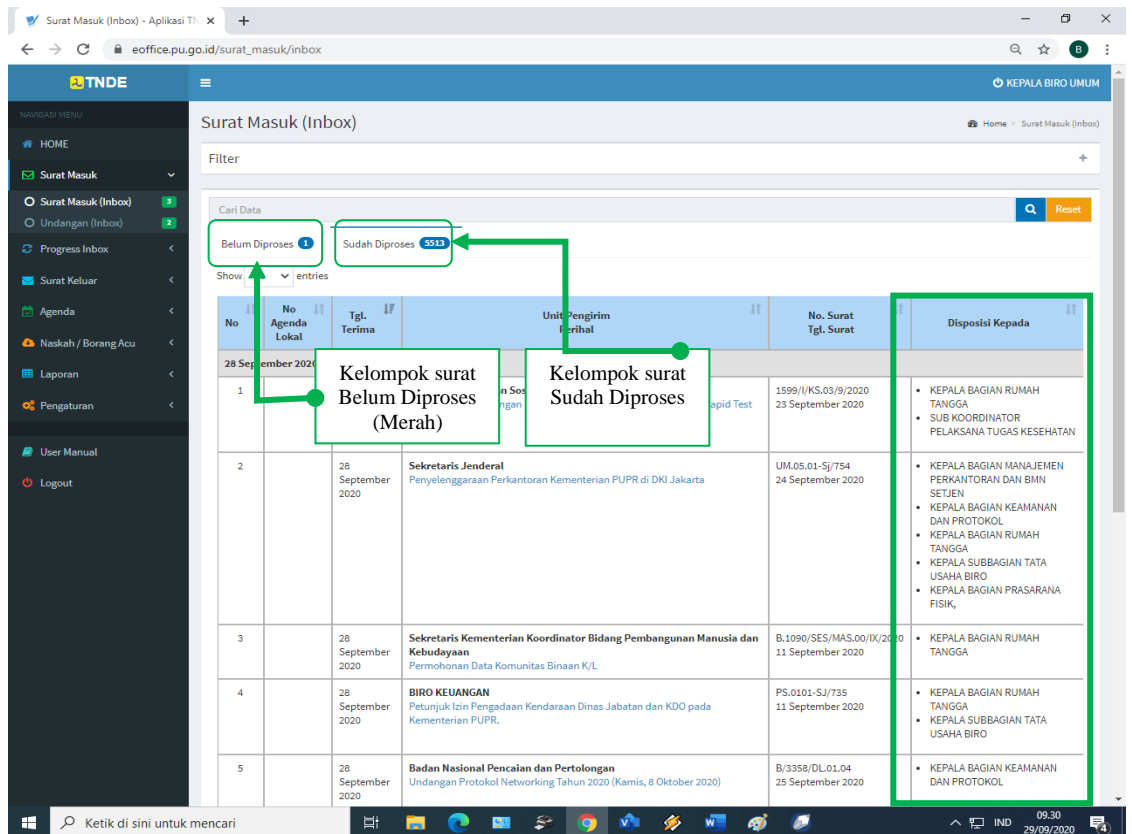 Surat Masuk (Inbox) - Aplikasi TN
eoffice.pu.go.id/surat_masuk/inbox
B
TNDE
KEPALA BIRO UMUM
NAVIGASI MENU
HOME
Surat Masuk
Surat Masuk (Inbox) 3
Undangan (Inbox) 2
Progress Inbox
Surat Keluar
Agenda
Naskah / Borang Acu
Laporan
Pengaturan
User Manual
Logout
Surat Masuk (Inbox)
Home > Surat Masuk (Inbox)
Filter
+
Cari Data
Reset
Belum Diproses 1
Sudah Diproses 5513
Show entries
No
No Agenda Lokal
Tgl. Terima
Unit Pengirim
Perihal
No. Surat
Tgl. Surat
Disposisi Kepada
28 September 2020
Kelompok surat
Belum Diproses
(Merah)
Kelompok surat
Sudah Diproses
1
n Sos
ngan
apid Test
1599/I/KS.03/9/2020
23 September 2020
• KEPALA BAGIAN RUMAH
TANGGA
• SUB KOORDINATOR
PELAKSANA TUGAS KESEHATAN
2
28
September
2020
Sekretaris Jenderal
Penyelenggaraan Perkantoran Kementerian PUPR di DKI Jakarta
UM.05.01-Sj/754
24 September 2020
• KEPALA BAGIAN MANAJEMEN
PERKANTORAN DAN BMN
SETJEN
• KEPALA BAGIAN KEAMANAN
DAN PROTOKOL
• KEPALA BAGIAN RUMAH
TANGGA
• KEPALA SUBBAGIAN TATA
USAHA BIRO
• KEPALA BAGIAN PRASARANA
FISIK,
3
28
September
2020
Sekretaris Kementerian Koordinator Bidang Pembangunan Manusia dan
Kebudayaan
Permohonan Data Komunitas Binaan K/L
B.1090/SES/MAS.00/IX/2020
11 September 2020
• KEPALA BAGIAN RUMAH
TANGGA
4
28
September
2020
BIRO KEUANGAN
Petunjuk Izin Pengadaan Kendaraan Dinas Jabatan dan KDO pada
Kementerian PUPR.
PS.0101-SJ/735
11 September 2020
• KEPALA BAGIAN RUMAH
TANGGA
• KEPALA SUBBAGIAN TATA
USAHA BIRO
5
28
September
2020
Badan Nasional Pencaian dan Pertolongan
Undangan Protokol Networking Tahun 2020 (Kamis, 8 Oktober 2020)
B/3358/DL.01.04
25 September 2020
• KEPALA BAGIAN KEAMANAN
DAN PROTOKOL
Ketik di sini untuk mencari
IND
09.30
29/09/2020
4